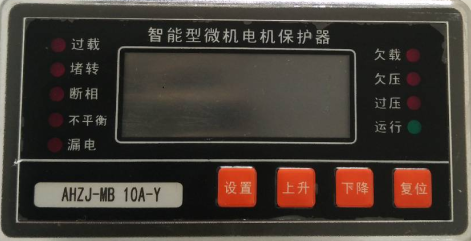 智能型微机电机保护器
过载
堵转
断相
不平衡
漏电
欠载
欠压
过压
运行
AHZJ-MB 10A-Y
设置
上升
下降
复位